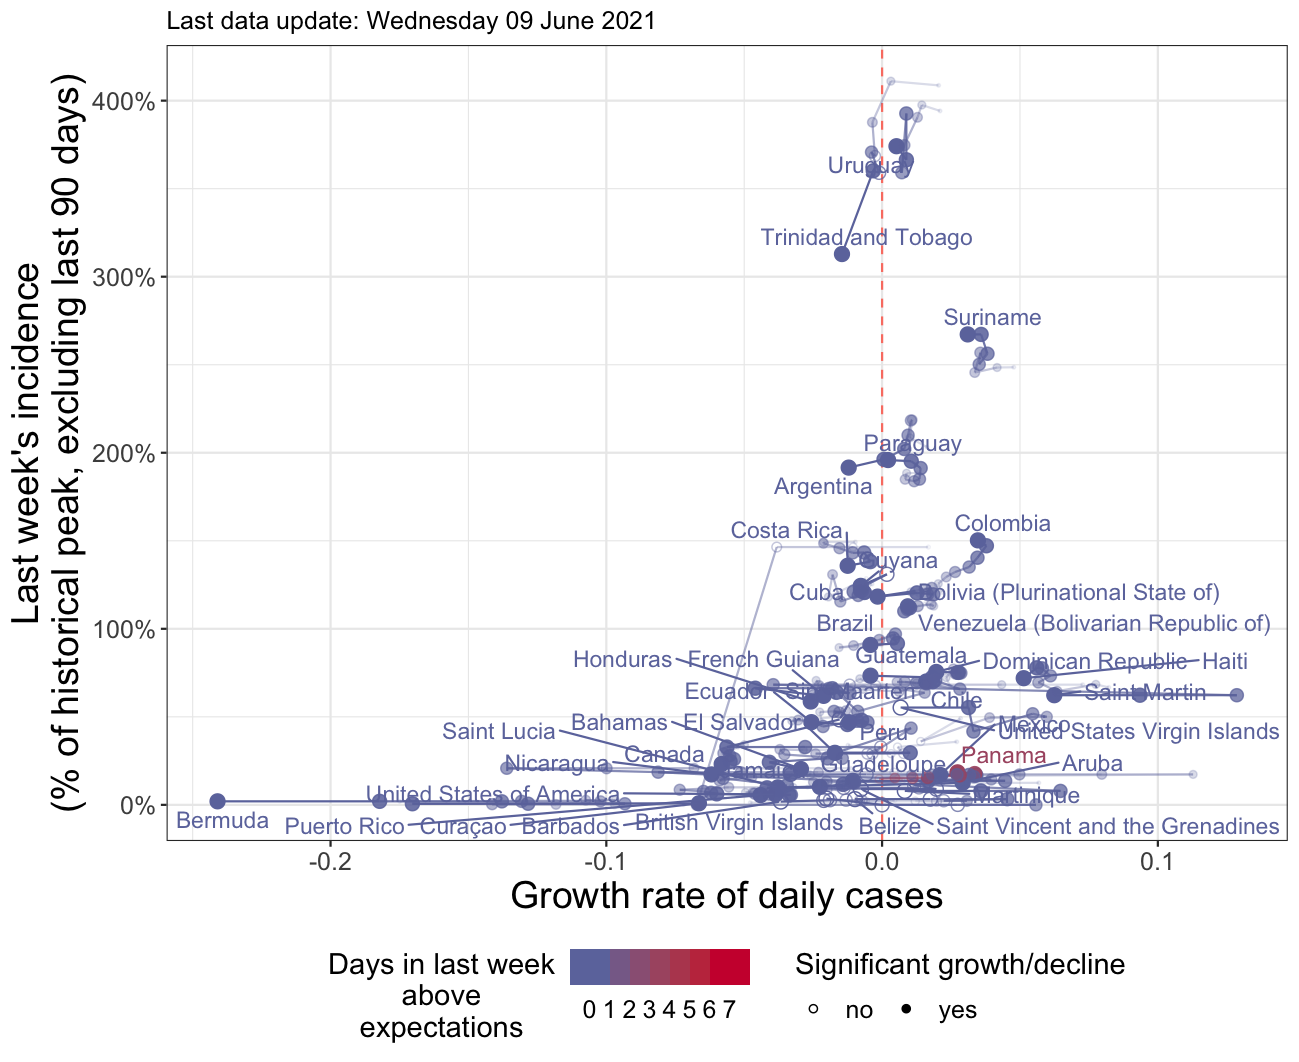 Last data update: Wednesday 09 June 2021
Last week's incidence
(% of historical peak, excluding last 90 days)
400%
300%
200%
100%
0%
Uruguay
Trinidad and Tobago
Suriname
Paraguay
Argentina
Colombia
Costa Rica
Guyana
Cuba
Bolivia (Plurinational State of)
Brazil
Venezuela (Bolivarian Republic of)
Honduras
French Guiana
Guatemala
Dominican Republic
Haiti
Ecuador
Sint Maarten
Chile
Saint Martin
Saint Lucia
Bahamas
El Salvador
Peru
Mexico
United States Virgin Islands
Nicaragua
Canada
Jamaica
Guadeloupe
Panama
Aruba
United States of America
Martinique
Bermuda
Puerto Rico
Curaçao
Barbados
British Virgin Islands
Belize
Saint Vincent and the Grenadines
-0.2
-0.1
0.0
0.1
Growth rate of daily cases
Days in last week
above
expectations
0 1 2 3 4 5 6 7
Significant growth/decline
no
yes